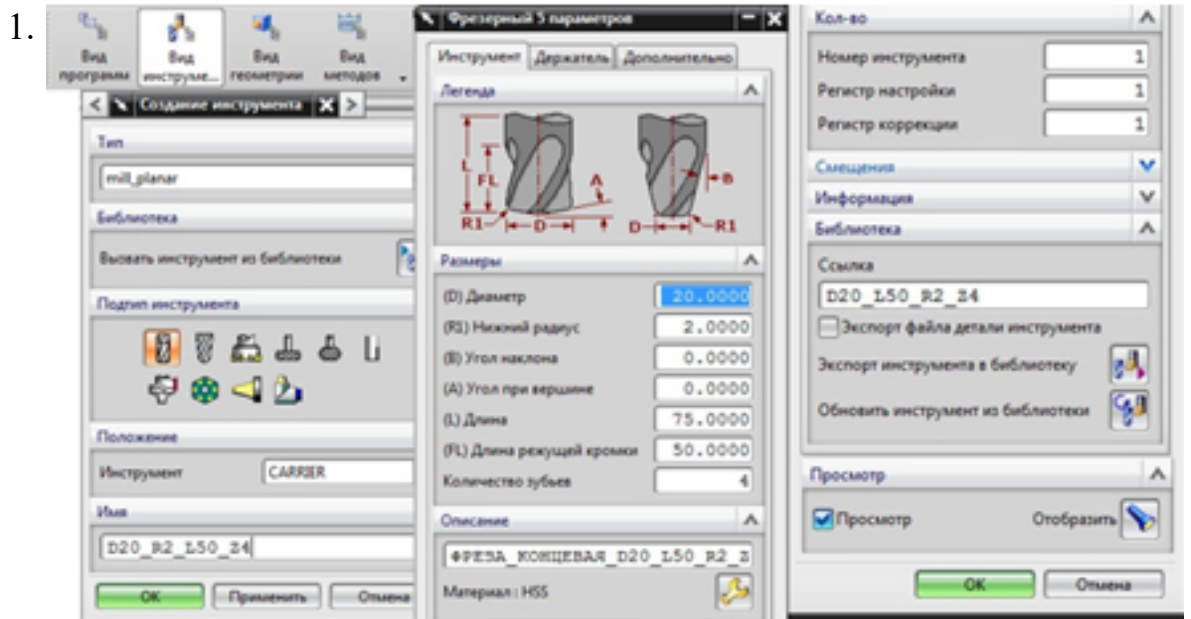 1.
Вид программ
Вид инструме...
Вид геометрии
Вид методов
Создание инструмента
Тип
mill_planar
Библиотека
Вызвать инструмент из библиотеки
Подтип инструмента
Положение
Инструмент CARRIER
Имя
D20_R2_L50_Z4
ОК Применить Отмена
Фрезерный 5 параметров
Инструмент Держатель Дополнительно
Легенда
L FL A B
R1 D D R1
Размеры
(D) Диаметр 20.0000
(R1) Нижний радиус 2.0000
(B) Угол наклона 0.0000
(A) Угол при вершине 0.0000
(L) Длина 75.0000
(FL) Длина режущей кромки 50.0000
Количество зубьев 4
Описание
ФРЕЗА_КОНЦЕВАЯ_D20_L50_R2_Z
Материал : HSS
Кол-во
Номер инструмента 1
Регистр настройки 1
Регистр коррекции 1
Смещения
Информация
Библиотека
Ссылка
D20_L50_R2_Z4
Экспорт файла детали инструмента
Экспорт инструмента в библиотеку
Обновить инструмент из библиотеки
Просмотр
Просмотр Отобразить
ОК Отмена